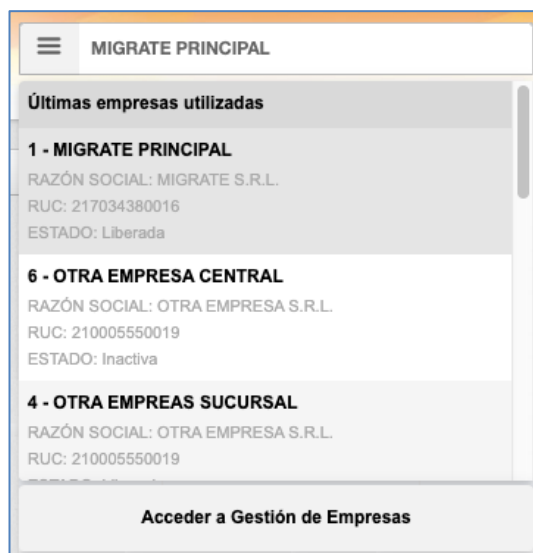 MIGRATE PRINCIPAL
Últimas empresas utilizadas
1 - MIGRATE PRINCIPAL
RAZÓN SOCIAL: MIGRATE S.R.L.
RUC: 217034380016
ESTADO: Liberada
6 - OTRA EMPRESA CENTRAL
RAZÓN SOCIAL: OTRA EMPRESA S.R.L.
RUC: 210005550019
ESTADO: Inactiva
4 - OTRA EMPREAS SUCURSAL
RAZÓN SOCIAL: OTRA EMPRESA S.R.L.
RUC: 210005550019
Acceder a Gestión de Empresas